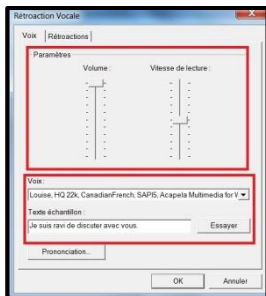 Rétroaction Vocale
Voix Rétroactions
Paramètres
Volume : Vitesse de lecture :
Voix :
Louise, HQ 22k, CanadianFrench, SAPI5, Acapela Multimedia for V
Texte échantillon :
Je suis ravi de discuter avec vous. Essayer
Prononciation...
OK Annuler